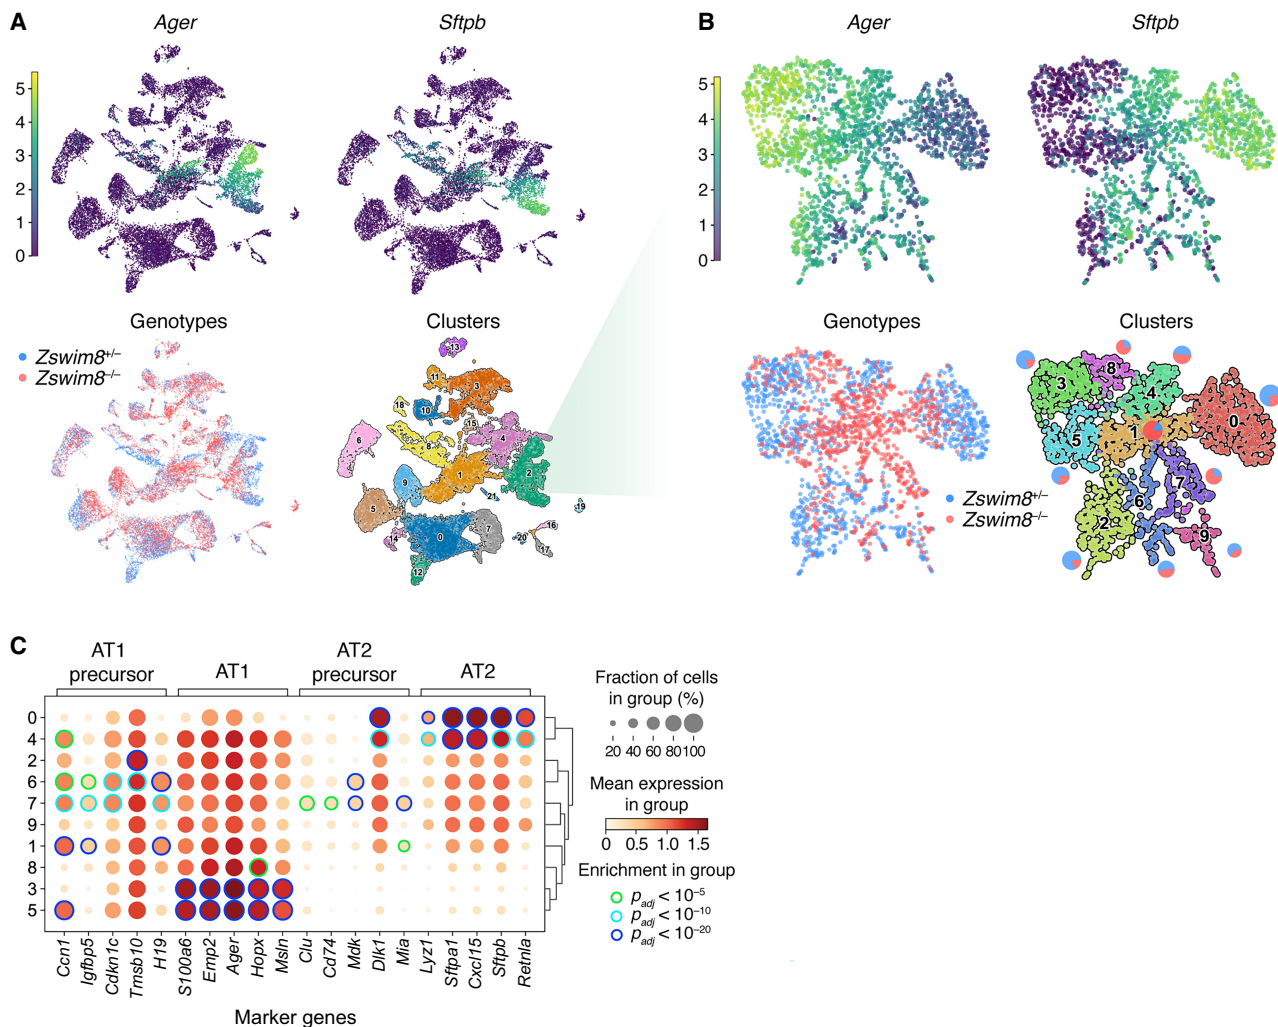 A
Ager
Sftpb
5
4
3
2
1
0
Genotypes
Clusters
Zswim8+/–
Zswim8–/–
13
11
3
10
18
15
4
6
8
2
1
9
21
5
19
0
7
16
14
20
17
12
B
Ager
Sftpb
5
4
3
2
1
0
Genotypes
Clusters
Zswim8+/–
Zswim8–/–
8
3
4
0
1
5
7
6
2
9
C
AT1 precursor
AT1
AT2 precursor
AT2
0
4
2
6
7
9
1
8
3
5
Ccn1
Igfbp5
Cdkn1c
Tmsb10
H19
S100a6
Emp2
Ager
Hopx
Msln
Clu
Cd74
Mdk
Dlk1
Mia
Lyz1
Sftpa1
Cxcl15
Sftpb
Retnla
Marker genes
Fraction of cells
in group (%)
20 40 60 80 100
Mean expression
in group
0 0.5 1.0 1.5
Enrichment in group
padj < 10–5
padj < 10–10
padj < 10–20